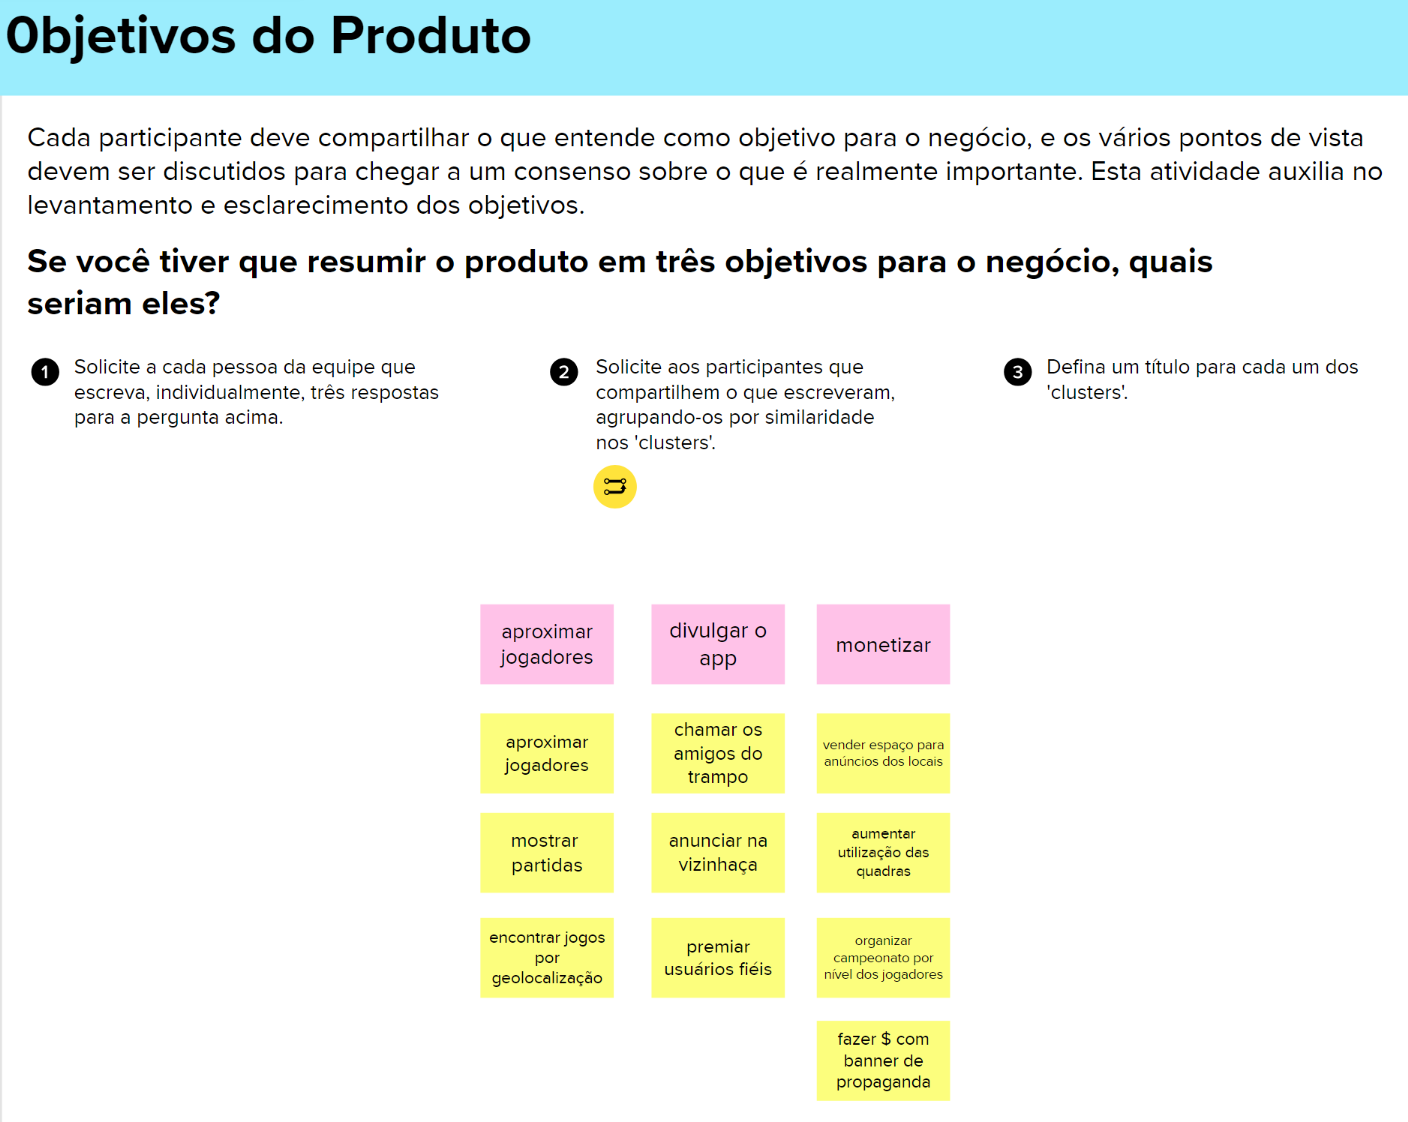 Objetivos do Produto
Cada participante deve compartilhar o que entende como objetivo para o negócio, e os vários pontos de vista
devem ser discutidos para chegar a um consenso sobre o que é realmente importante. Esta atividade auxilia no
levantamento e esclarecimento dos objetivos.
Se você tiver que resumir o produto em três objetivos para o negócio, quais
seriam eles?
1
Solicite a cada pessoa da equipe que
escreva, individualmente, três respostas
para a pergunta acima.
2
Solicite aos participantes que
compartilhem o que escreveram,
agrupando-os por similaridade
nos 'clusters'.
3
Defina um título para cada um dos
'clusters'.
aproximar
jogadores
divulgar o
app
monetizar
aproximar
jogadores
chamar os
amigos do
trampo
vender espaço para
anúncios dos locais
mostrar
partidas
anunciar na
vizinhaça
aumentar
utilização das
quadras
encontrar jogos
por
geolocalização
premiar
usuários fiéis
organizar
campeonato por
nível dos jogadores
fazer $ com
banner de
propaganda